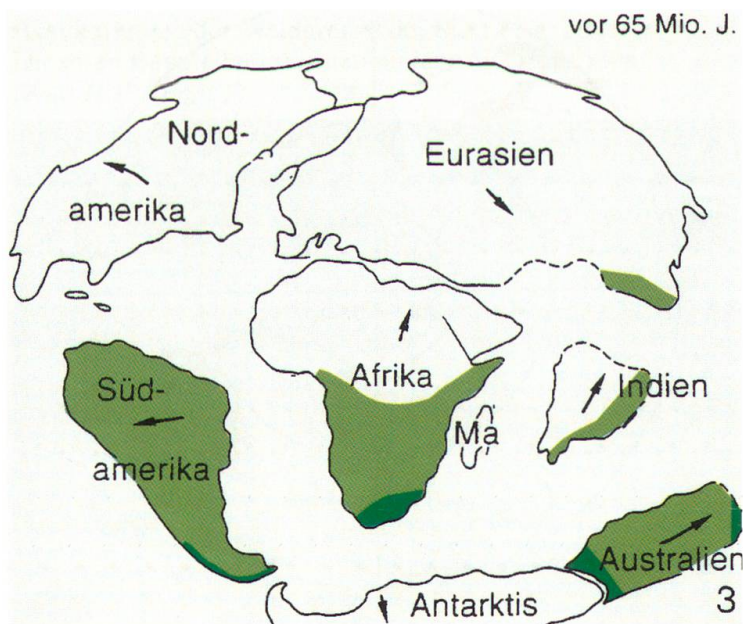 vor 65 Mio. J.
Nord-
amerika
Eurasien
Süd-
amerika
Afrika
Ma
Indien
Australien
Antarktis
3